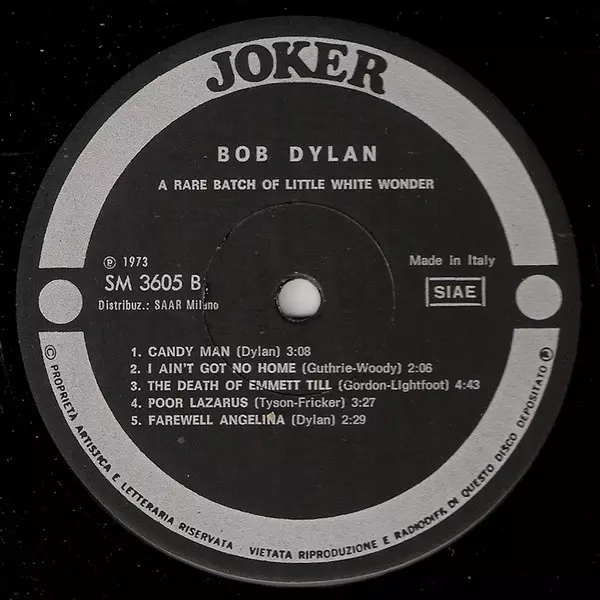 JOKER
BOB DYLAN
A RARE BATCH OF LITTLE WHITE WONDER
Ⓟ 1973
SM 3605 B
Distribuz.: SAAR Milano
Made in Italy
SIAE
1. CANDY MAN (Dylan) 3:08
2. I AIN'T GOT NO HOME (Guthrie-Woody) 2:06
3. THE DEATH OF EMMETT TILL (Gordon-Lightfoot) 4:43
4. POOR LAZARUS (Tyson-Fricker) 3:27
5. FAREWELL ANGELINA (Dylan) 2:29
© PROPRIETA ARTISTICA E LETTERARIA RISERVATA - VIETATA RIPRODUZIONE E RADIODIFF. DI QUESTO DISCO DEPOSITATO ®